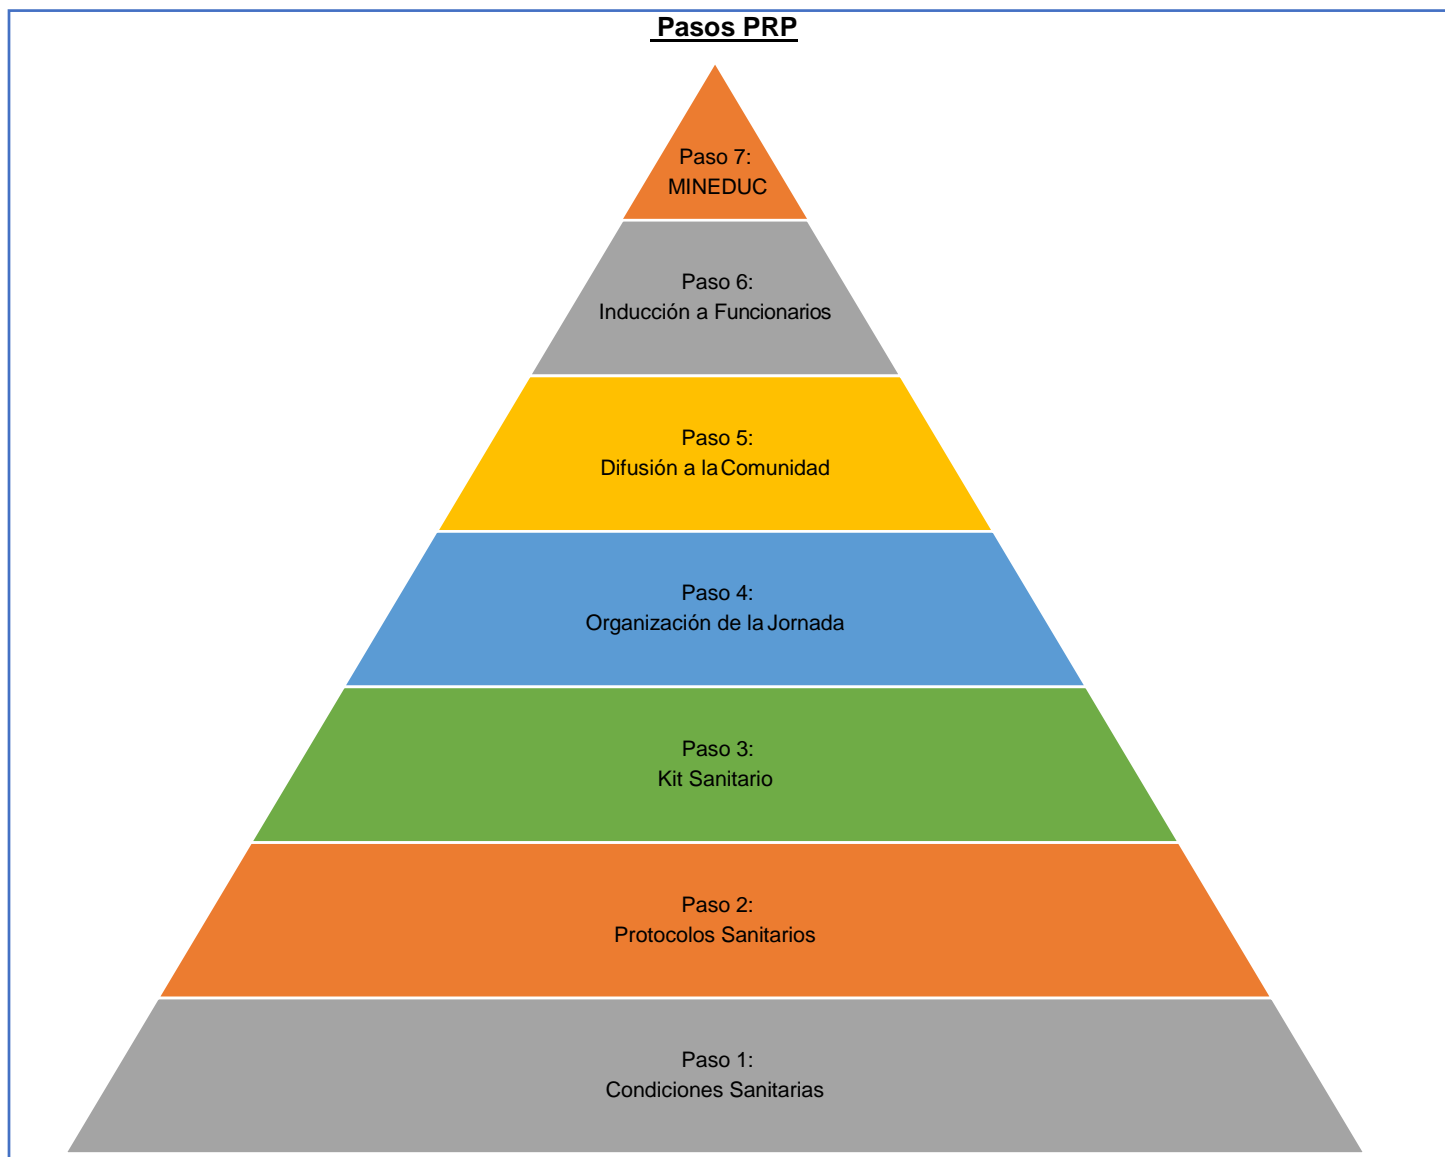 Pasos PRP
Paso 7:
MINEDUC
Paso 6:
Inducción a Funcionarios
Paso 5:
Difusión a la Comunidad
Paso 4:
Organización de la Jornada
Paso 3:
Kit Sanitario
Paso 2:
Protocolos Sanitarios
Paso 1:
Condiciones Sanitarias